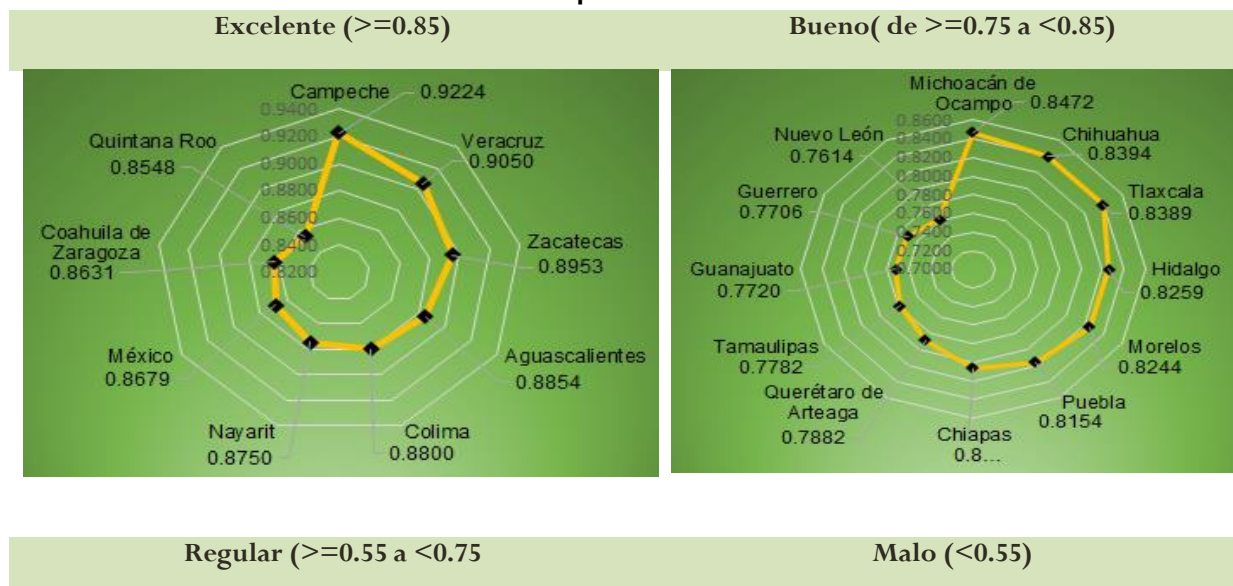 Excelente (>=0.85)
Bueno( de >=0.75 a <0.85)
Campeche
0.9224
Veracruz
0.9050
Zacatecas
0.8953
Aguascalientes
0.8854
Colima
0.8800
Nayarit
0.8750
México
0.8679
Coahuila de
Zaragoza
0.8631
Quintana Roo
0.8548
0.9400
0.9200
0.9000
0.8800
0.8600
0.8400
0.8200
Michoacán de
Ocampo
0.8472
Chihuahua
0.8394
Tlaxcala
0.8389
Hidalgo
0.8259
Morelos
0.8244
Puebla
0.8154
Chiapas
0.8...
Querétaro de
Arteaga
0.7882
Tamaulipas
0.7782
Guanajuato
0.7720
Guerrero
0.7706
Nuevo León
0.7614
0.8600
0.8400
0.8200
0.8000
0.7800
0.7600
0.7400
0.7200
0.7000
Regular (>=0.55 a <0.75
Malo (<0.55)